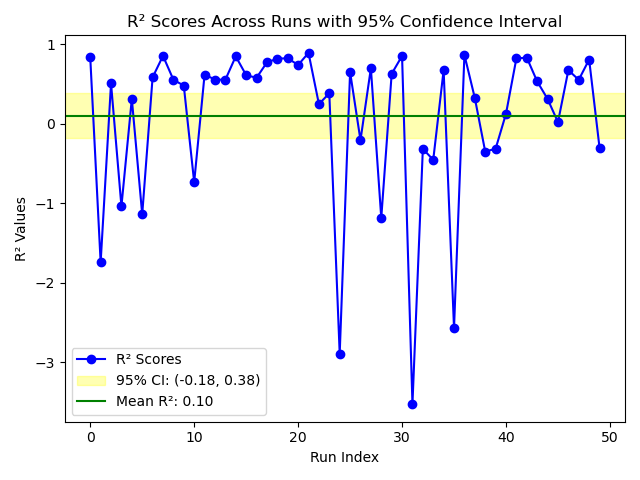 R² Scores Across Runs with 95% Confidence Interval
1
0
−1
−2
−3
R² Values
R² Scores
95% CI: (-0.18, 0.38)
Mean R²: 0.10
0 10 20 30 40 50
Run Index